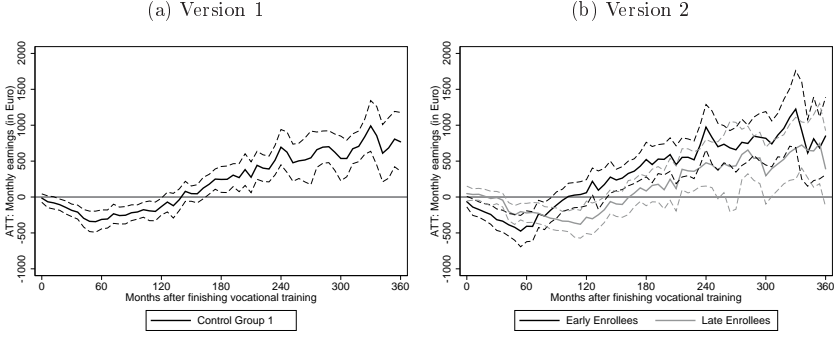 (a) Version 1
ATT: Monthly earnings (in Euro)
2000
1500
1000
500
0
-500
-1000
0 60 120 180 240 300 360
Months after finishing vocational training
Control Group 1
(b) Version 2
ATT: Monthly earnings (in Euro)
2000
1500
1000
500
0
-500
-1000
0 60 120 180 240 300 360
Months after finishing vocational training
Early Enrollees Late Enrollees